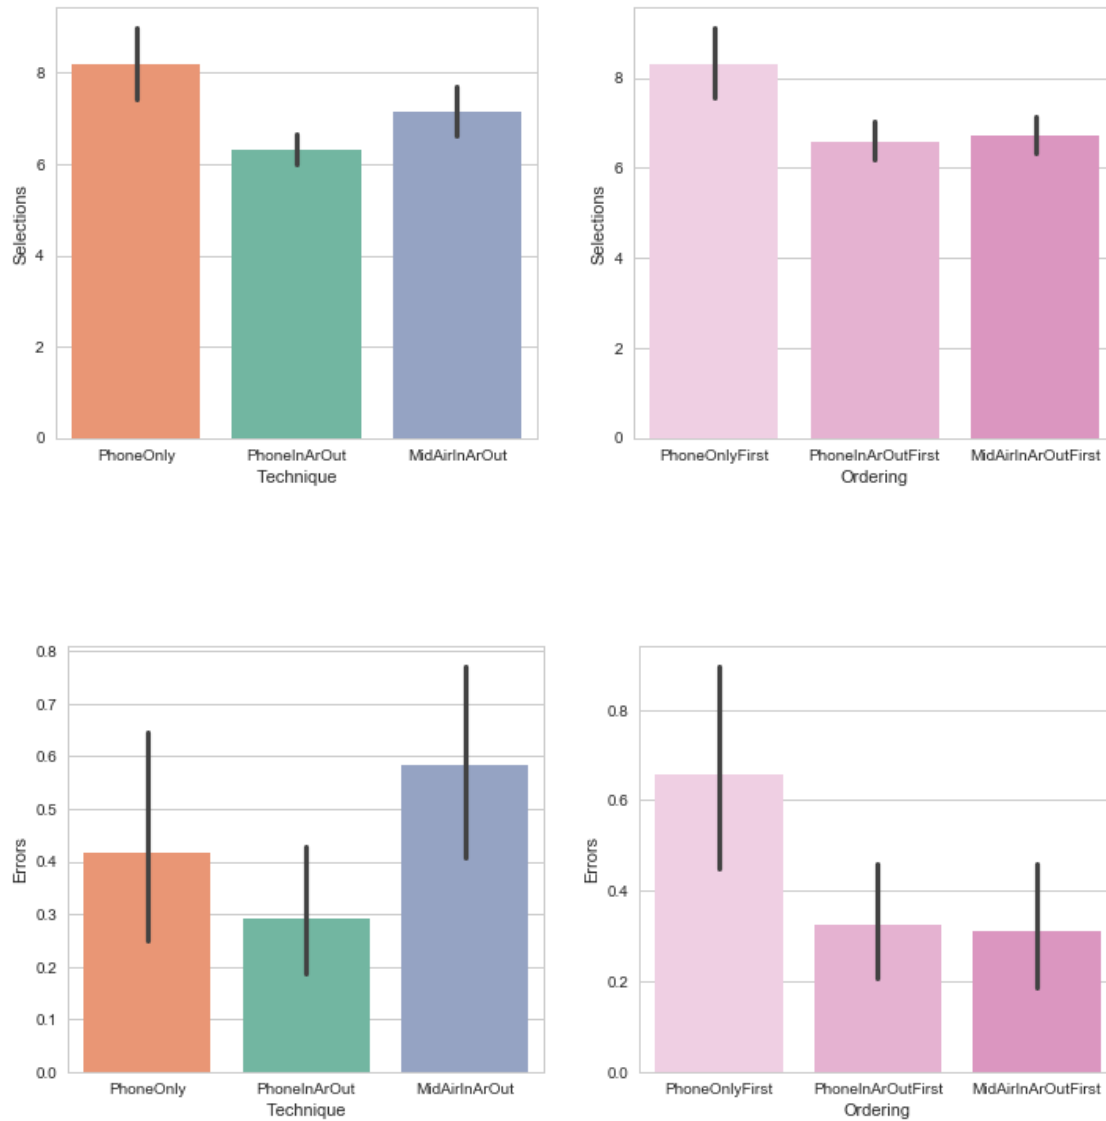 Selections
8
6
4
2
0
PhoneOnly PhoneInArOut MidAirInArOut
Technique
Selections
8
6
4
2
0
PhoneOnlyFirst PhoneInArOutFirst MidAirInArOutFirst
Ordering
Errors
0.8
0.7
0.6
0.5
0.4
0.3
0.2
0.1
0.0
PhoneOnly PhoneInArOut MidAirInArOut
Technique
Errors
0.8
0.6
0.4
0.2
0.0
PhoneOnlyFirst PhoneInArOutFirst MidAirInArOutFirst
Ordering